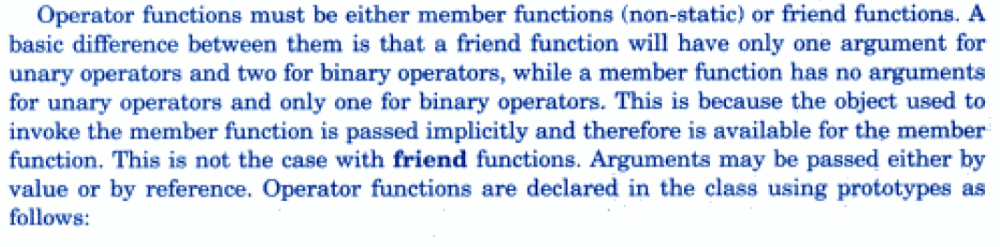 Operator functions must be either member functions (non-static) or friend functions. A
basic difference between them is that a friend function will have only one argument for
unary operators and two for binary operators, while a member function has no arguments
for unary operators and only one for binary operators. This is because the object used to
invoke the member function is passed implicitly and therefore is available for the member
function. This is not the case with friend functions. Arguments may be passed either by
value or by reference. Operator functions are declared in the class using prototypes as
follows: